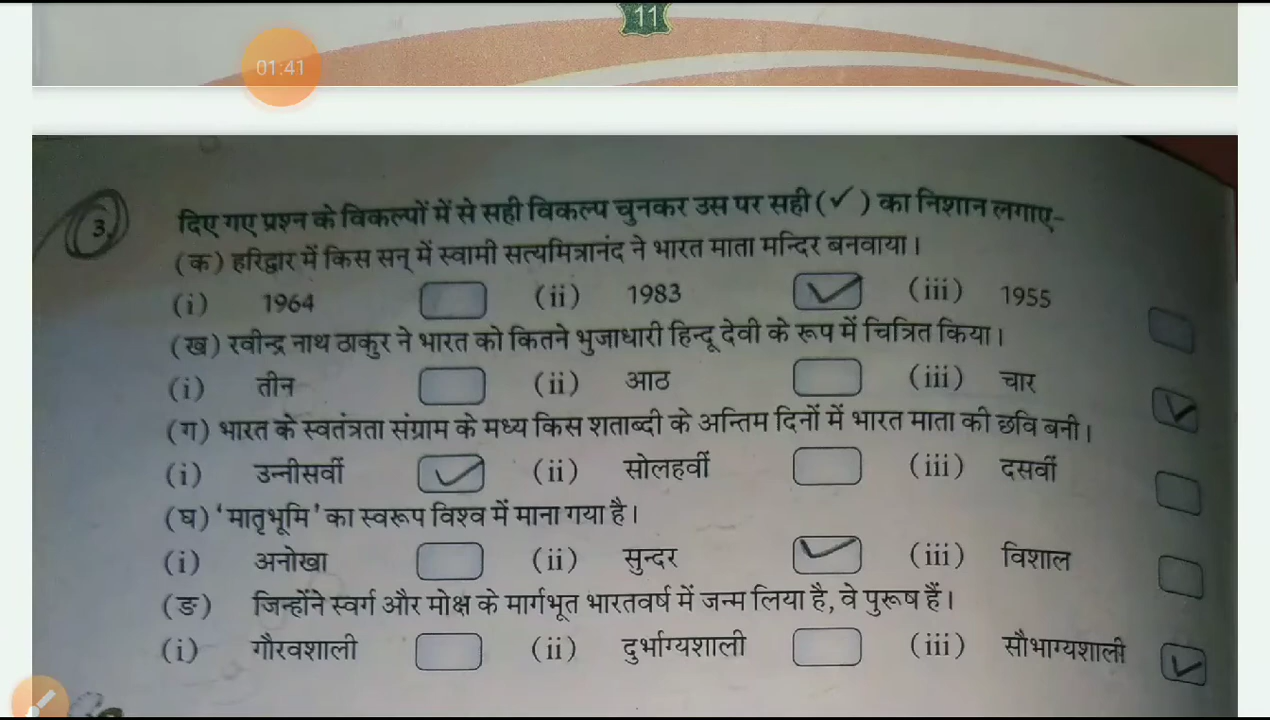 11
01:41
3. दिए गए प्रश्न के विकल्पों में से सही विकल्प चुनकर उस पर सही (✓) का निशान लगाए-
(क) हरिद्वार में किस सन् में स्वामी सत्यमित्रानंद ने भारत माता मन्दिर बनवाया।
(i) 1964 (ii) 1983 ✓ (iii) 1955
(ख) रवीन्द्र नाथ ठाकुर ने भारत को कितने भुजाधारी हिन्दू देवी के रूप में चित्रित किया।
(i) तीन (ii) आठ (iii) चार ✓
(ग) भारत के स्वतंत्रता संग्राम के मध्य किस शताब्दी के अन्तिम दिनों में भारत माता की छवि बनी।
(i) उन्नीसवीं ✓ (ii) सोलहवीं (iii) दसवीं
(घ) 'मातृभूमि' का स्वरूप विश्व में माना गया है।
(i) अनोखा (ii) सुन्दर ✓ (iii) विशाल
(ङ) जिन्होंने स्वर्ग और मोक्ष के मार्गभूत भारतवर्ष में जन्म लिया है, वे पुरूष हैं।
(i) गौरवशाली (ii) दुर्भाग्यशाली (iii) सौभाग्यशाली ✓